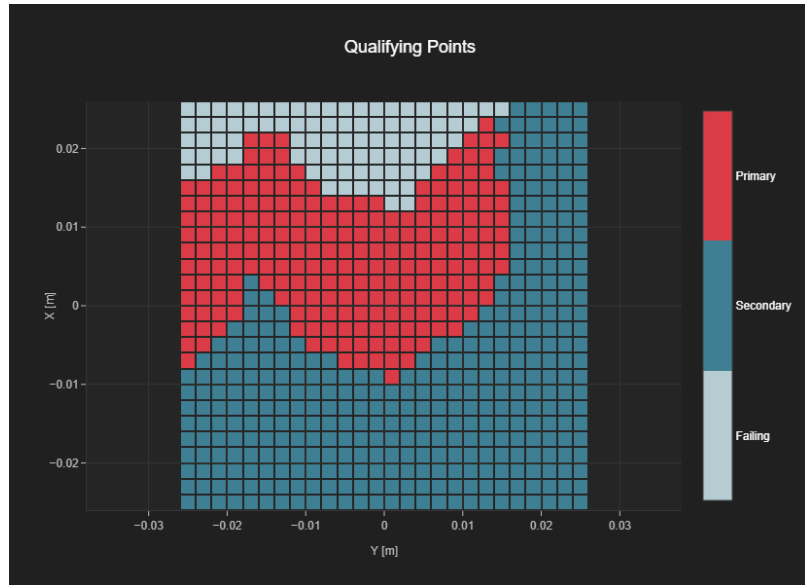 Qualifying Points
0.02
0.01
0
−0.01
−0.02
X [m]
−0.03
−0.02
−0.01
0
0.01
0.02
0.03
Y [m]
Primary
Secondary
Failing